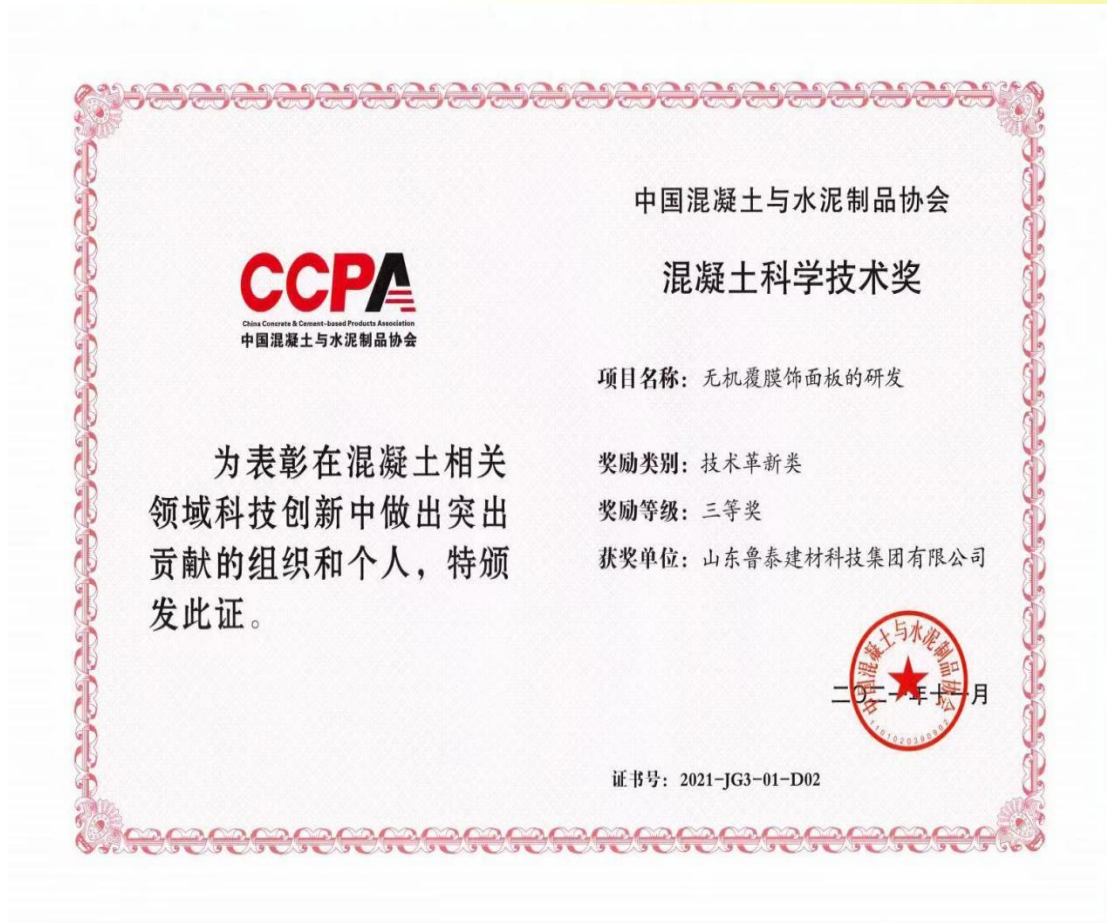 CCPA
China Concrete & Cement-based Products Association
中国混凝土与水泥制品协会
为表彰在混凝土相关
领域科技创新中做出突出
贡献的组织和个人，特颁
发此证。
中国混凝土与水泥制品协会
混凝土科学技术奖
项目名称：无机覆膜饰面板的研发
奖励类别：技术革新类
奖励等级：三等奖
获奖单位：山东鲁泰建材科技集团有限公司
中国混凝土与水泥制品协会
二〇二一年十一月
证书号：2021-JG3-01-D02